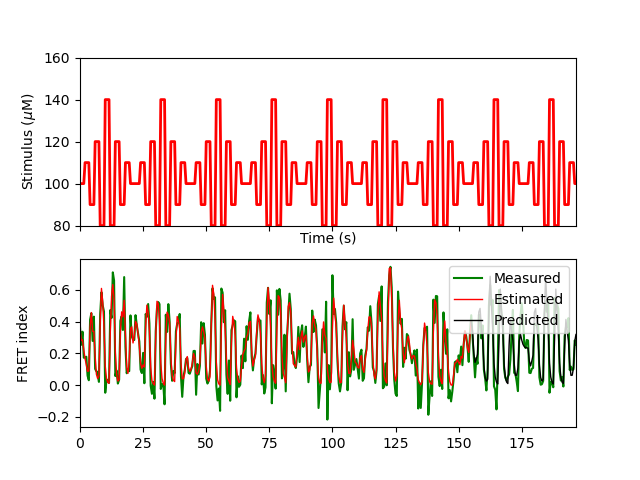 160
140
120
100
80
Stimulus (μM)
Time (s)
0.6
0.4
0.2
0.0
−0.2
FRET index
Measured
Estimated
Predicted
0 25 50 75 100 125 150 175